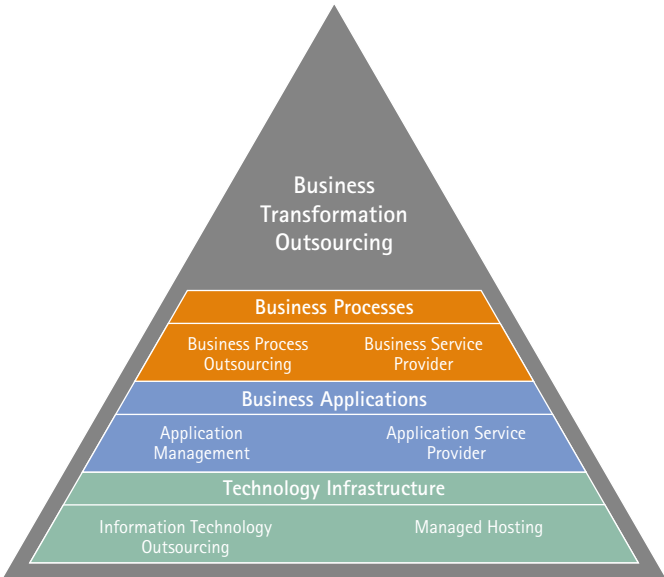 Business
Transformation
Outsourcing
Business Processes
Business Process
Outsourcing
Business Service
Provider
Business Applications
Application
Management
Application Service
Provider
Technology Infrastructure
Information Technology
Outsourcing
Managed Hosting